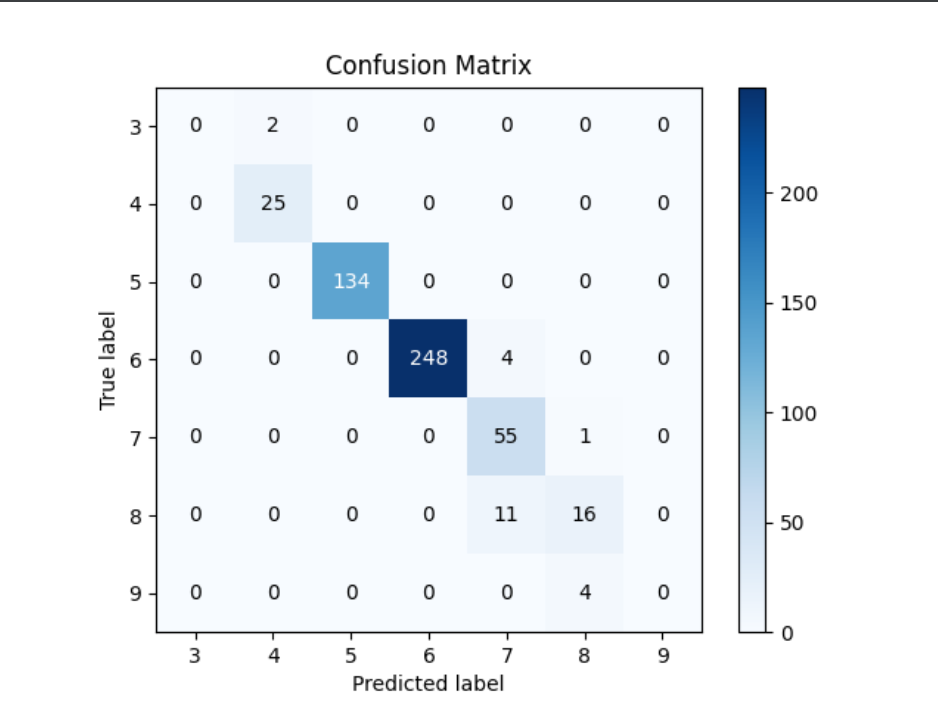 Confusion Matrix
3 0 2 0 0 0 0 0
4 0 25 0 0 0 0 0
5 0 0 134 0 0 0 0
6 0 0 0 248 4 0 0
7 0 0 0 0 55 1 0
8 0 0 0 0 11 16 0
9 0 0 0 0 0 4 0
3 4 5 6 7 8 9
Predicted label
True label
200
150
100
50
0